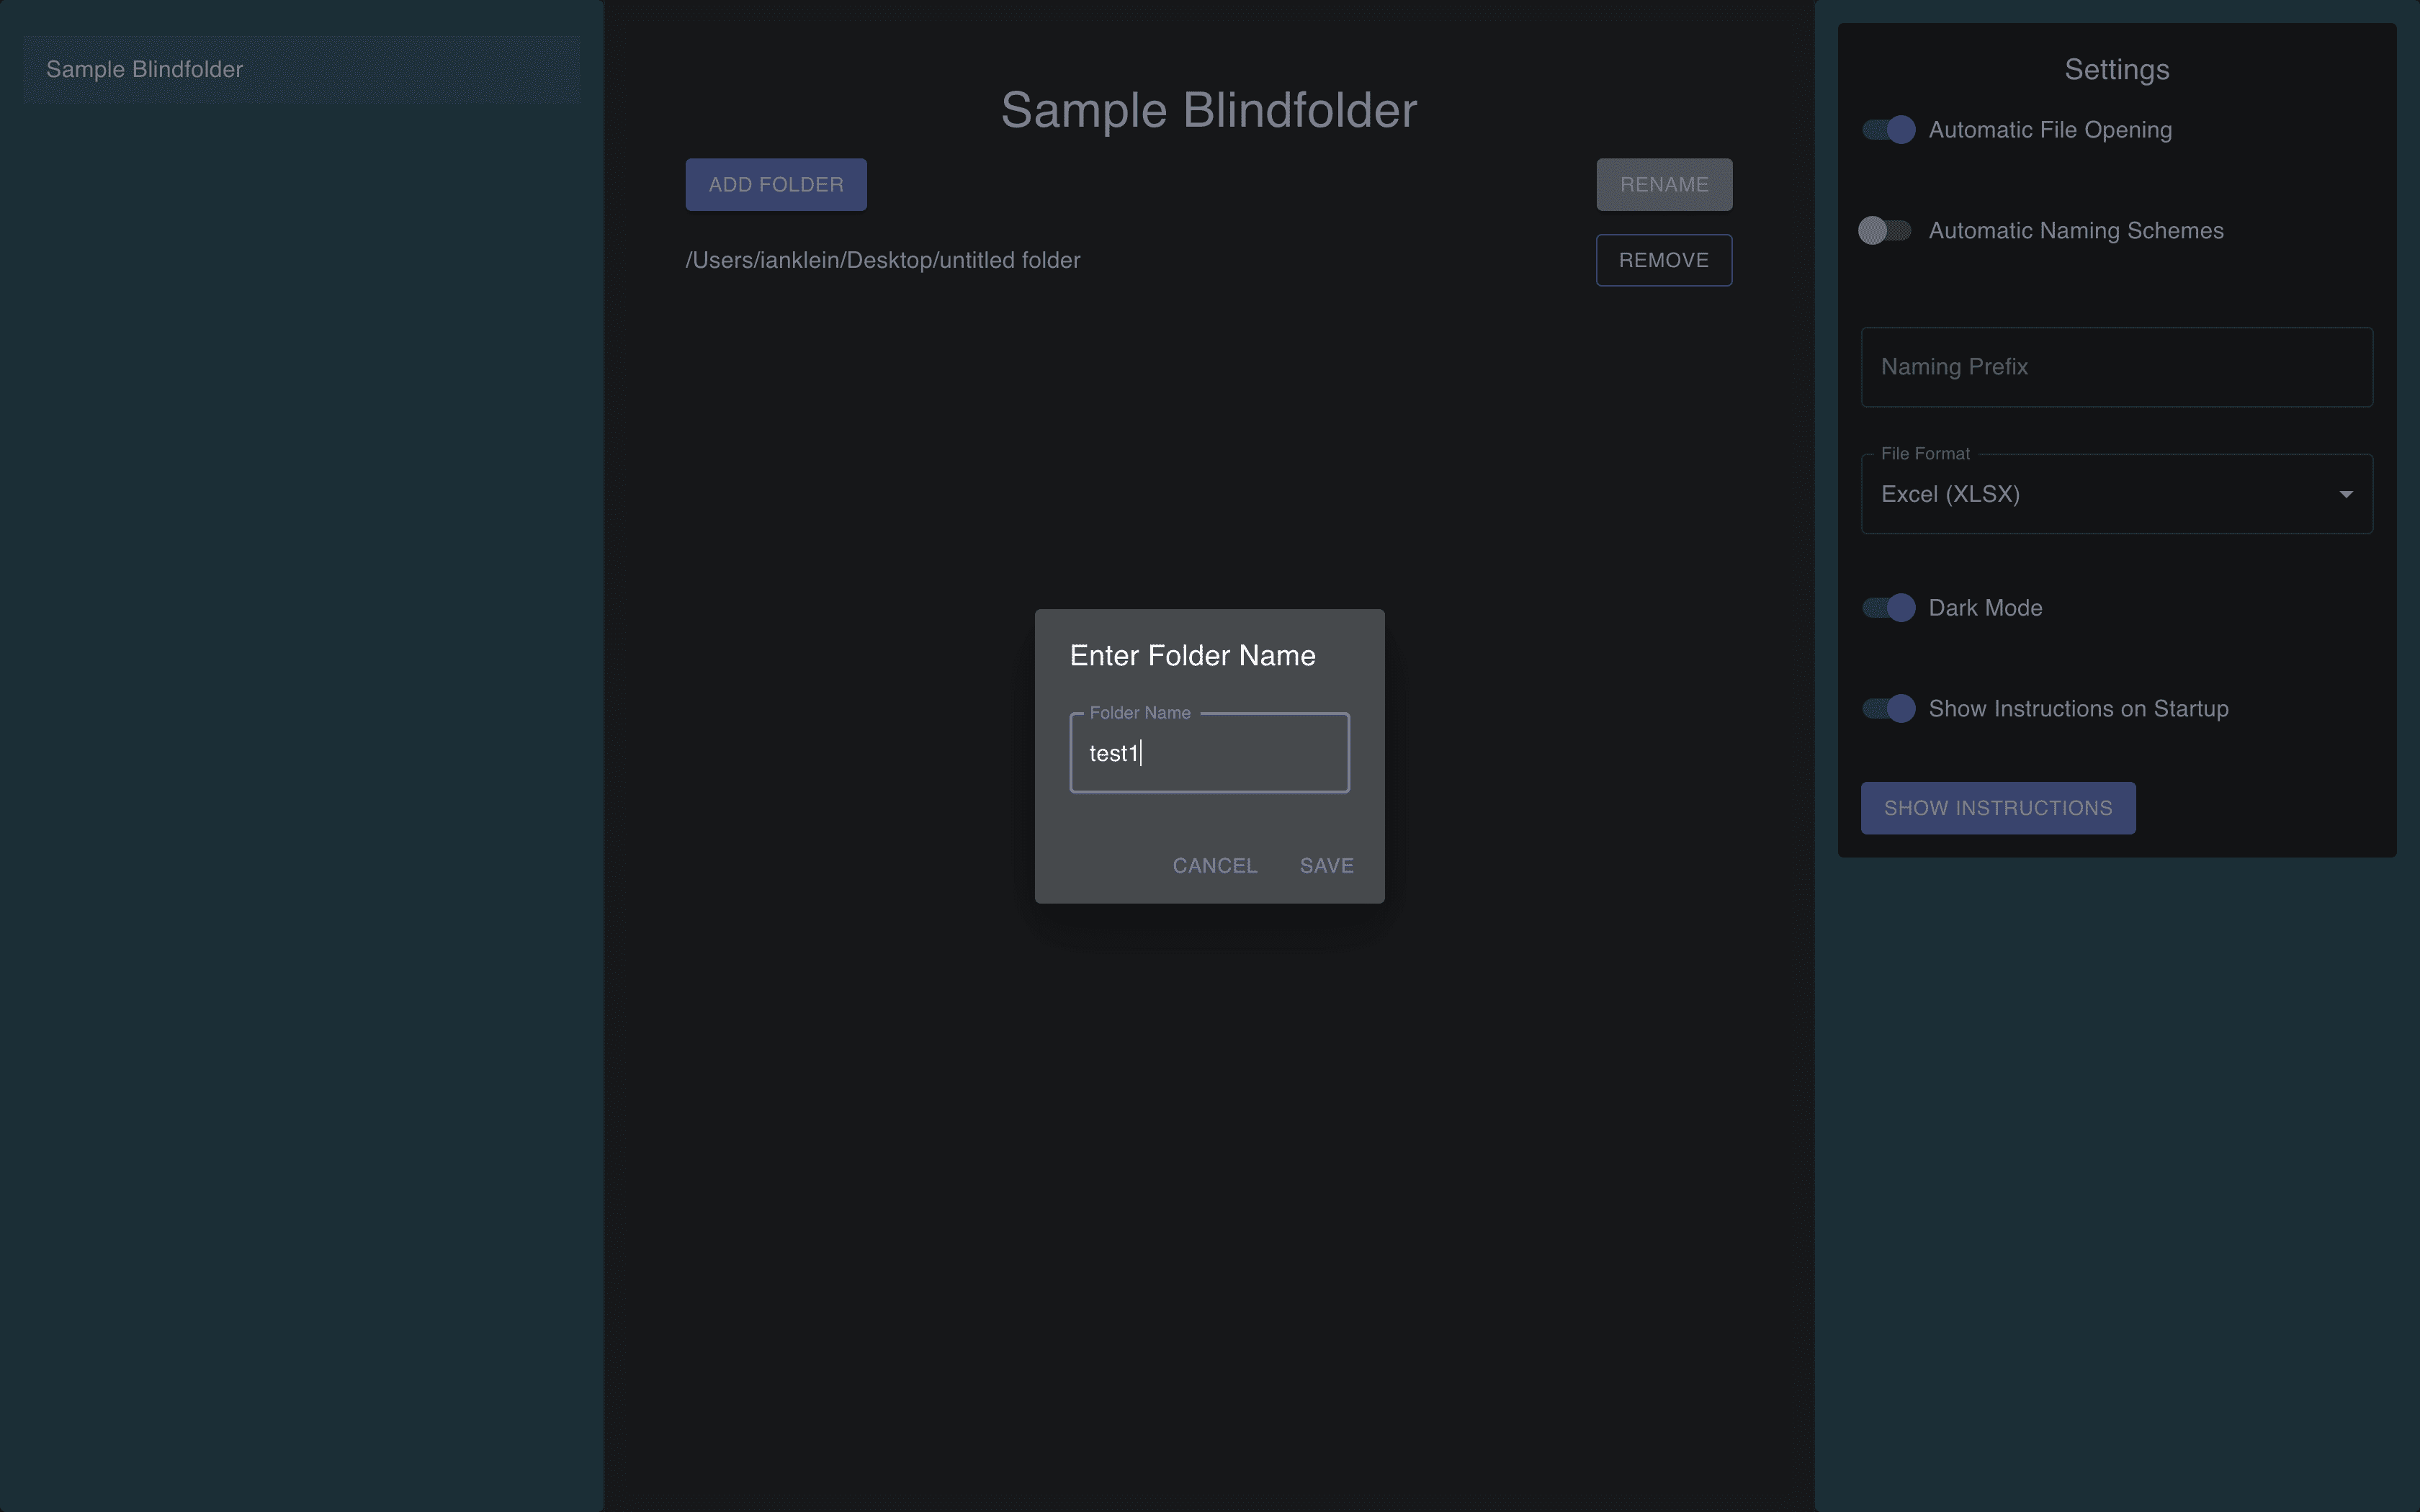 Sample Blindfolder
Sample Blindfolder
ADD FOLDER
RENAME
/Users/ianklein/Desktop/untitled folder
REMOVE
Enter Folder Name
Folder Name
test1
CANCEL
SAVE
Settings
Automatic File Opening
Automatic Naming Schemes
Naming Prefix
File Format
Excel (XLSX)
Dark Mode
Show Instructions on Startup
SHOW INSTRUCTIONS